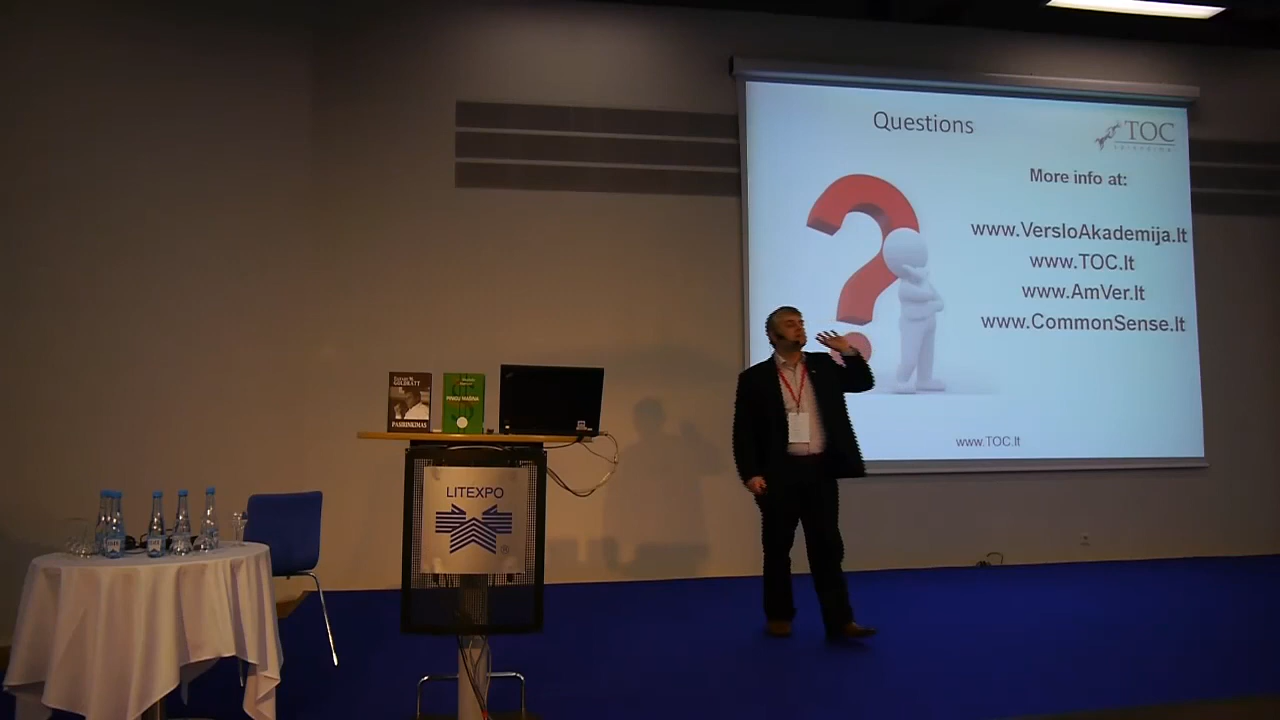 Questions
TOC
More info at:
www.VersloAkademija.lt
www.TOC.lt
www.AmVer.lt
www.CommonSense.lt
www.TOC.lt
GOLDRATT
PASIRINKIMAS
PINIGŲ MAŠINA
LITEXPO
®